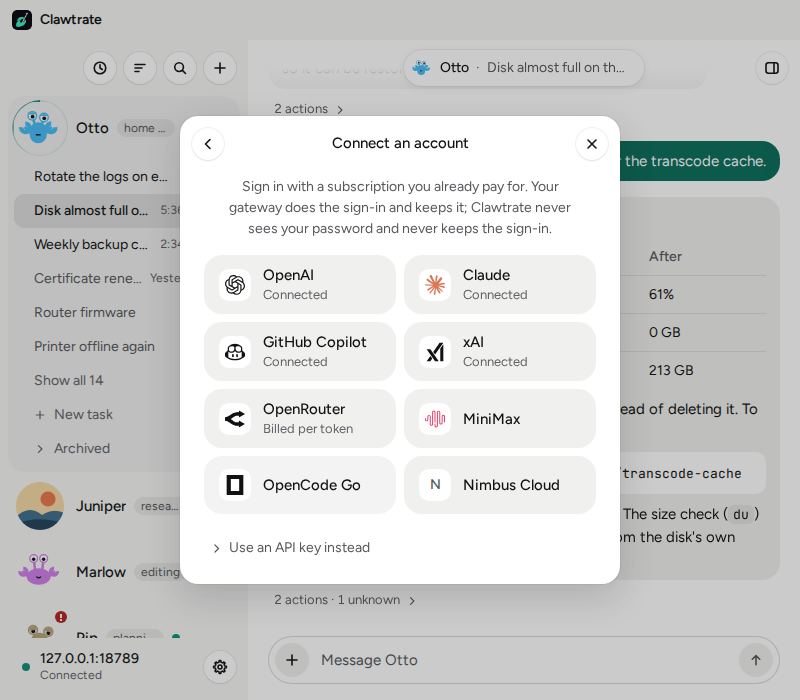 Clawtrate
Otto · Disk almost full on th...
2 actions
Otto home ...
Rotate the logs on e...
Disk almost full o... 5:36
Weekly backup c... 2:34
Certificate rene... Yeste
Router firmware
Printer offline again
Show all 14
New task
Archived
Juniper resea...
Marlow editing
Pip planni...
127.0.0.1:18789
Connected
Connect an account
Sign in with a subscription you already pay for. Your
gateway does the sign-in and keeps it; Clawtrate never
sees your password and never keeps the sign-in.
OpenAI
Connected
Claude
Connected
GitHub Copilot
Connected
xAI
Connected
OpenRouter
Billed per token
MiniMax
OpenCode Go
N Nimbus Cloud
Use an API key instead
the transcode cache.
After
61%
0 GB
213 GB
ead of deleting it. To
/transcode-cache
The size check (du)
om the disk's own
2 actions · 1 unknown
Message Otto